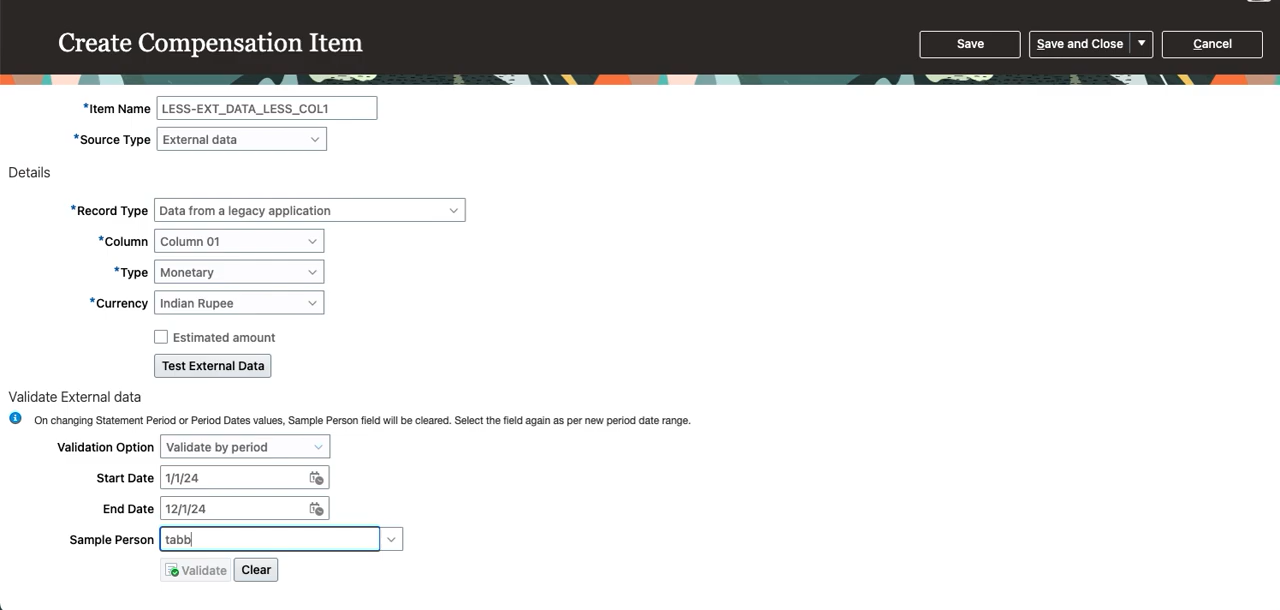 Create Compensation Item
Save
Save and Close
Cancel
*Item Name LESS-EXT_DATA_LESS_COL1
*Source Type External data
Details
*Record Type Data from a legacy application
*Column Column 01
*Type Monetary
*Currency Indian Rupee
Estimated amount
Test External Data
Validate External data
On changing Statement Period or Period Dates values, Sample Person field will be cleared. Select the field again as per new period date range.
Validation Option Validate by period
Start Date 1/1/24
End Date 12/1/24
Sample Person tabb
Validate Clear